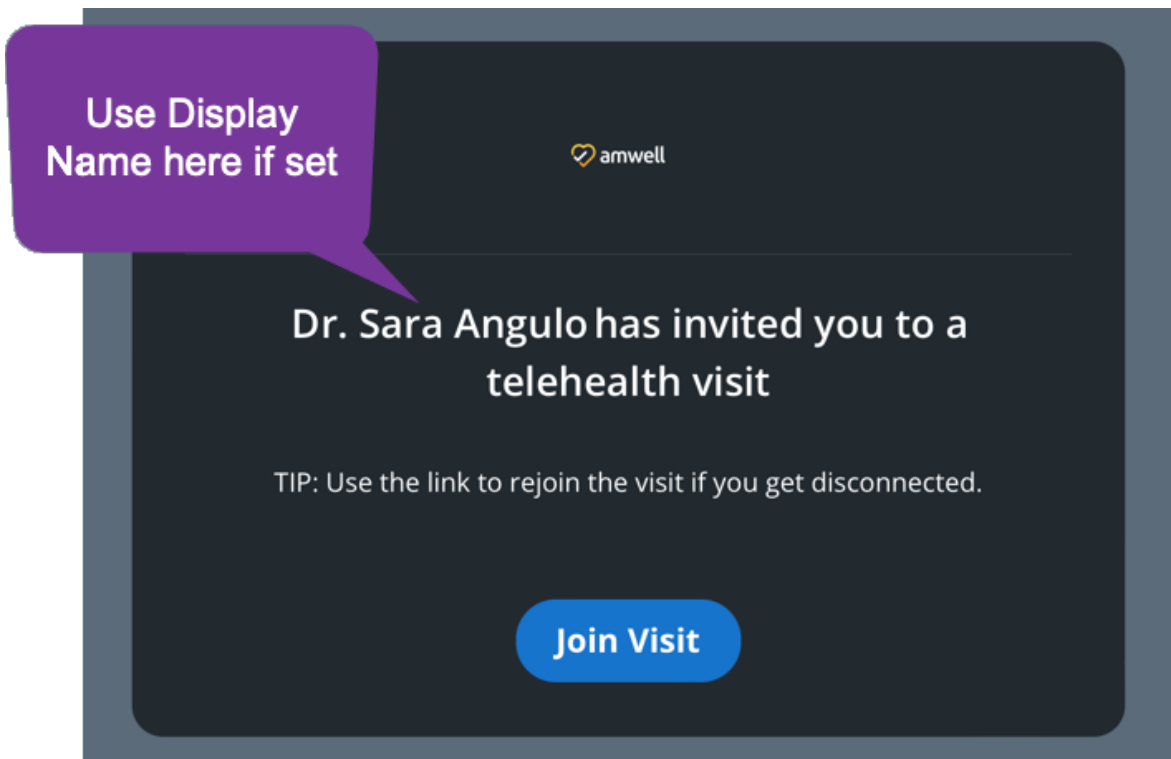 Use Display
Name here if set
amwell
Dr. Sara Angulo has invited you to a
telehealth visit
TIP: Use the link to rejoin the visit if you get disconnected.
Join Visit